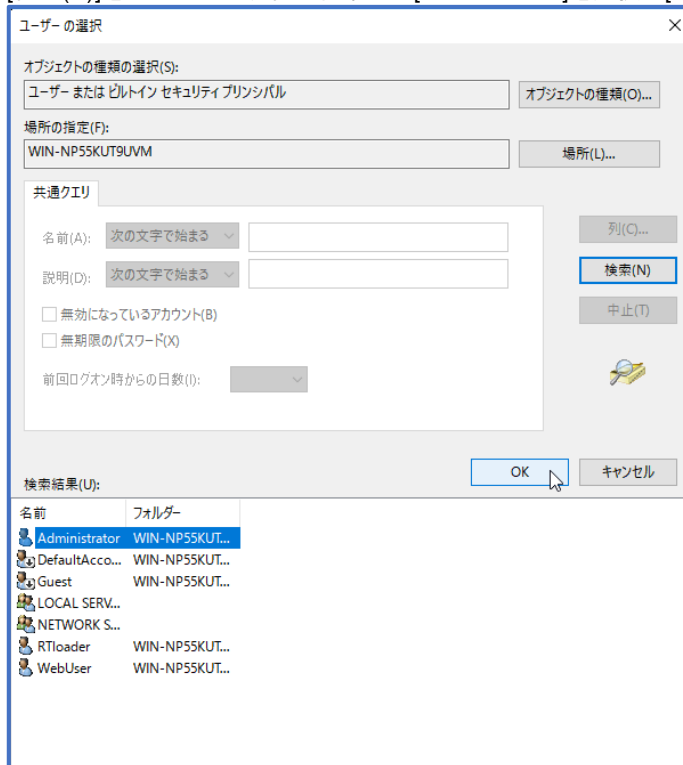 ユーザー の選択
オブジェクトの種類の選択(S):
ユーザー または ビルトイン セキュリティ プリンシパル
オブジェクトの種類(O)...
場所の指定(F):
WIN-NP55KUT9UVM
場所(L)...
共通クエリ
名前(A): 次の文字で始まる
列(C)...
説明(D): 次の文字で始まる
検索(N)
無効になっているアカウント(B)
中止(T)
無期限のパスワード(X)
前回ログオン時からの日数(I):
OK キャンセル
検索結果(U):
名前 フォルダー
Administrator WIN-NP55KUT...
DefaultAcco... WIN-NP55KUT...
Guest WIN-NP55KUT...
LOCAL SERV...
NETWORK S...
RTloader WIN-NP55KUT...
WebUser WIN-NP55KUT...